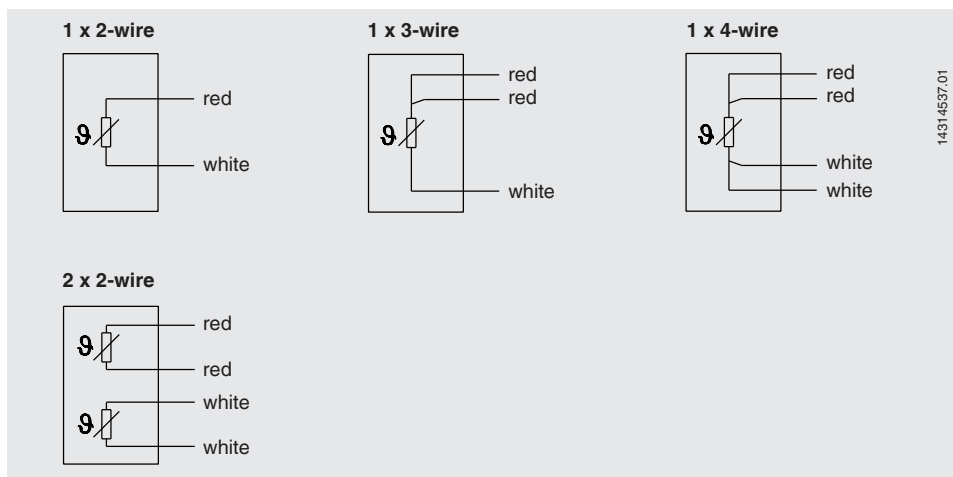 1 x 2-wire
ϑ
red
white
1 x 3-wire
ϑ
red
red
white
1 x 4-wire
ϑ
red
red
white
white
14314537.01
2 x 2-wire
ϑ
red
red
ϑ
white
white